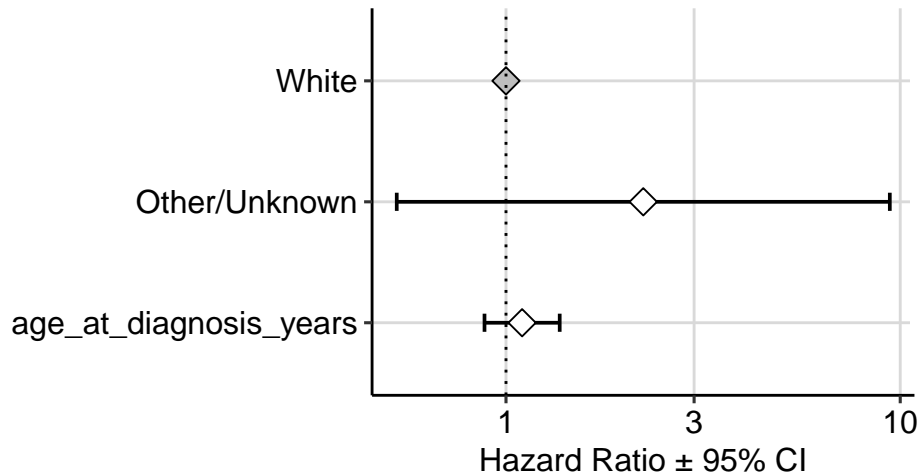 White
Other/Unknown
age_at_diagnosis_years
1 3 10
Hazard Ratio ± 95% CI